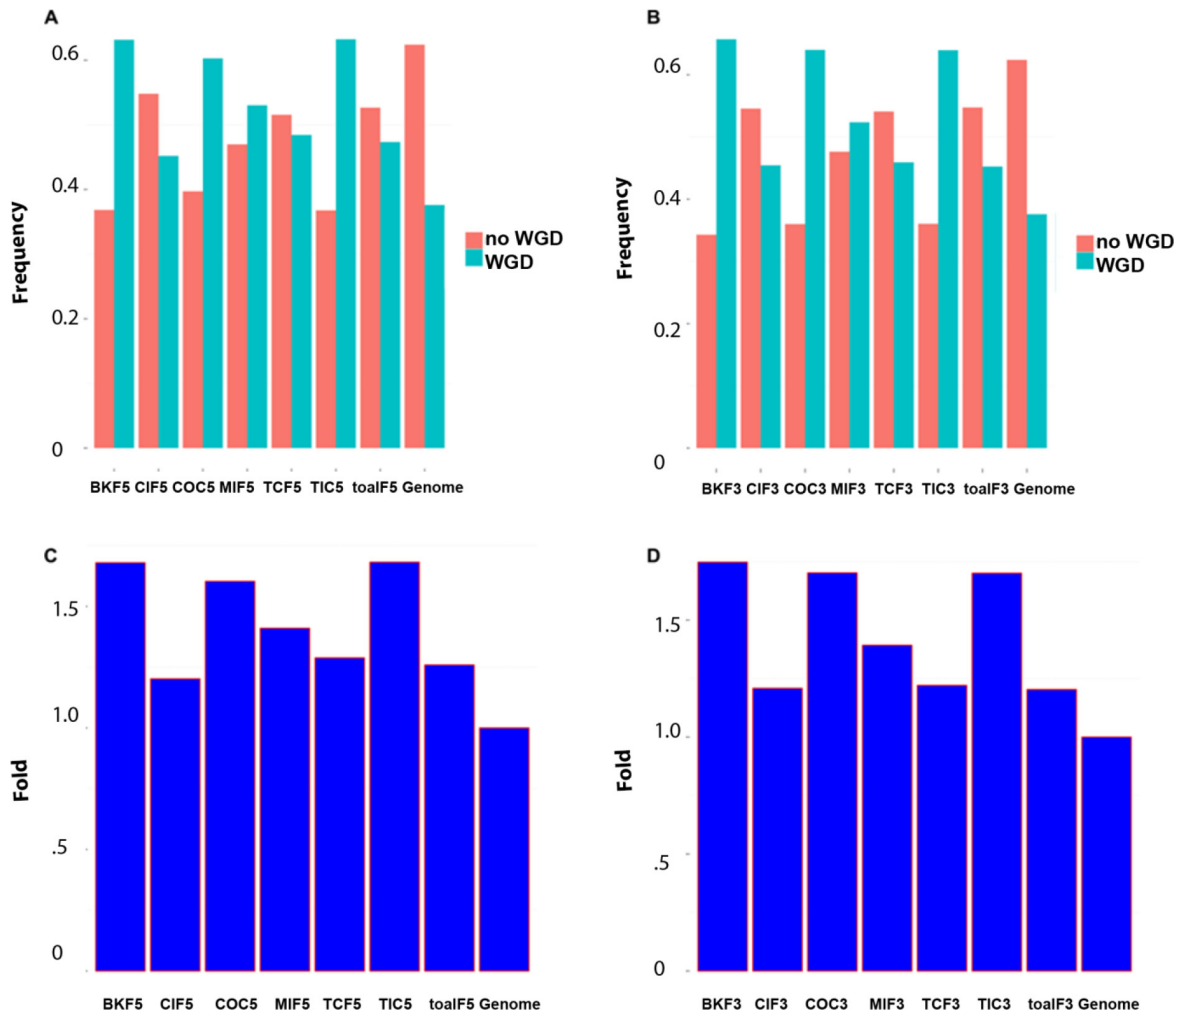 A
0.6
0.4
0.2
0
Frequency
no WGD
WGD
BKF5 CIF5 COC5 MIF5 TCF5 TIC5 toalF5 Genome
B
0.6
0.4
0.2
0
Frequency
no WGD
WGD
BKF3 CIF3 COC3 MIF3 TCF3 TIC3 toalF3 Genome
C
1.5
1.0
.5
0
Fold
BKF5 CIF5 COC5 MIF5 TCF5 TIC5 toalF5 Genome
D
1.5
1.0
.5
0
Fold
BKF3 CIF3 COC3 MIF3 TCF3 TIC3 toalF3 Genome